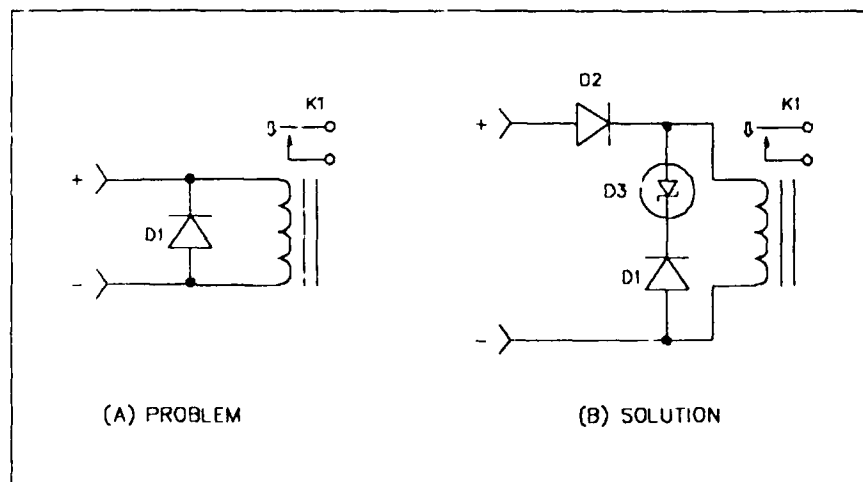 D2
K1
K1
+
D3
+
D1
D1
-
-
(A) PROBLEM
(B) SOLUTION